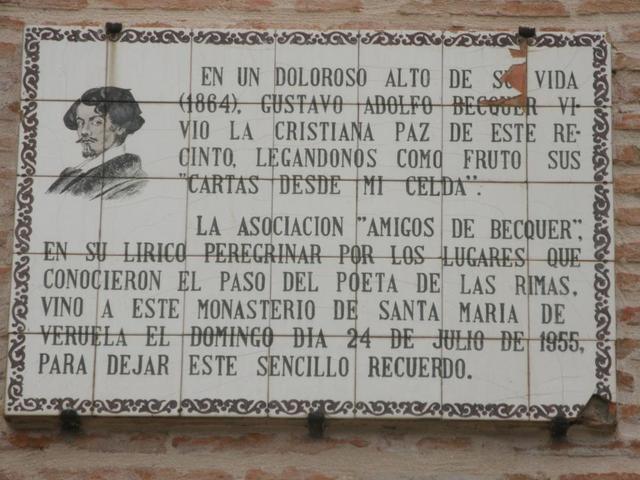 EN UN DOLOROSO ALTO DE SU VIDA
(1864), GUSTAVO ADOLFO BECQUER VI-
VIO LA CRISTIANA PAZ DE ESTE RE-
CINTO, LEGANDONOS COMO FRUTO SUS
"CARTAS DESDE MI CELDA".
LA ASOCIACION "AMIGOS DE BECQUER",
EN SU LIRICO PEREGRINAR POR LOS LUGARES QUE
CONOCIERON EL PASO DEL POETA DE LAS RIMAS,
VINO A ESTE MONASTERIO DE SANTA MARIA DE
VERUELA EL DOMINGO DIA 24 DE JULIO DE 1955,
PARA DEJAR ESTE SENCILLO RECUERDO.